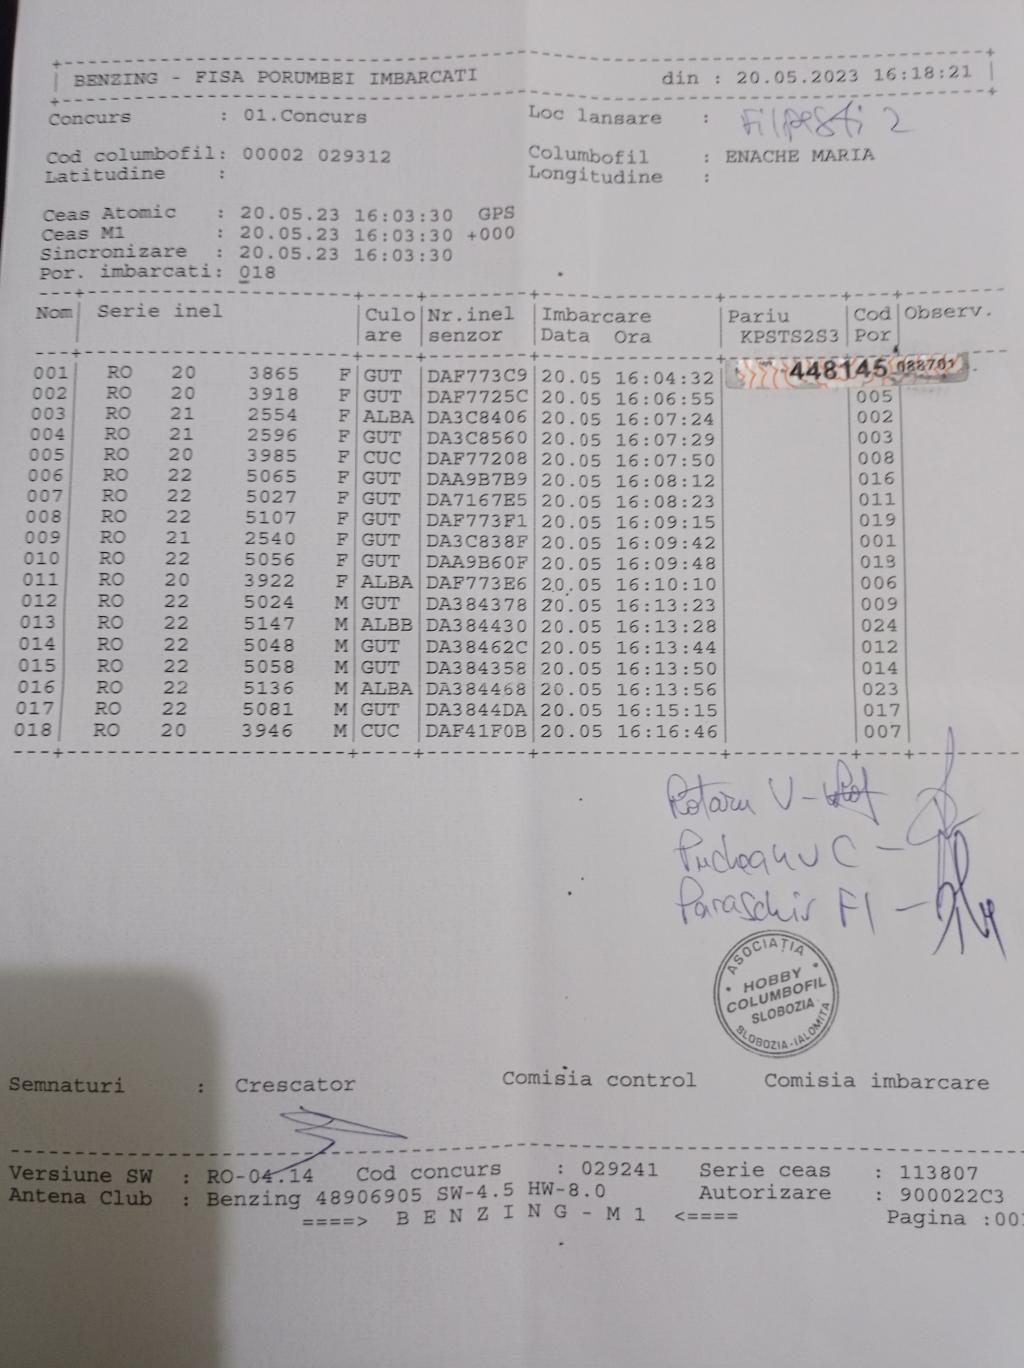 BENZING - FISA PORUMBEI IMBARCATI din : 20.05.2023 16:18:21
Concurs : 01.Concurs Loc lansare : Filipesti 2
Cod columbofil: 00002 029312 Columbofil : ENACHE MARIA
Latitudine : Longitudine :
Ceas Atomic : 20.05.23 16:03:30 GPS
Ceas M1 : 20.05.23 16:03:30 +000
Sincronizare : 20.05.23 16:03:30
Por. imbarcati: 018
Nom Serie inel Culo Nr.inel Imbarcare Pariu Cod Observ.
are senzor Data Ora KPSTS2S3 Por
001 RO 20 3865 F GUT DAF773C9 20.05 16:04:32 448145 088701
002 RO 20 3918 F GUT DAF7725C 20.05 16:06:55 005
003 RO 21 2554 F ALBA DA3C8406 20.05 16:07:24 002
004 RO 21 2596 F GUT DA3C8560 20.05 16:07:29 003
005 RO 20 3985 F CUC DAF77208 20.05 16:07:50 008
006 RO 22 5065 F GUT DAA9B7B9 20.05 16:08:12 016
007 RO 22 5027 F GUT DA7167E5 20.05 16:08:23 011
008 RO 22 5107 F GUT DAF773F1 20.05 16:09:15 019
009 RO 21 2540 F GUT DA3C838F 20.05 16:09:42 001
010 RO 22 5056 F GUT DAA9B60F 20.05 16:09:48 013
011 RO 20 3922 F ALBA DAF773E6 20.05 16:10:10 006
012 RO 22 5024 M GUT DA384378 20.05 16:13:23 009
013 RO 22 5147 M ALBB DA384430 20.05 16:13:28 024
014 RO 22 5048 M GUT DA38462C 20.05 16:13:44 012
015 RO 22 5058 M GUT DA384358 20.05 16:13:50 014
016 RO 22 5136 M ALBA DA384468 20.05 16:13:56 023
017 RO 22 5081 M GUT DA3844DA 20.05 16:15:15 017
018 RO 20 3946 M CUC DAF41F0B 20.05 16:16:46 007
Rotaru V -
Pucheanu C -
Paraschiv Fl -
ASOCIAȚIA
HOBBY
COLUMBOFIL
SLOBOZIA
SLOBOZIA-IALOMITA
Semnaturi : Crescator Comisia control Comisia imbarcare
Versiune SW : RO-04.14 Cod concurs : 029241 Serie ceas : 113807
Antena Club : Benzing 48906905 SW-4.5 HW-8.0 Autorizare : 900022C3
====> B E N Z I N G - M 1 <==== Pagina :001